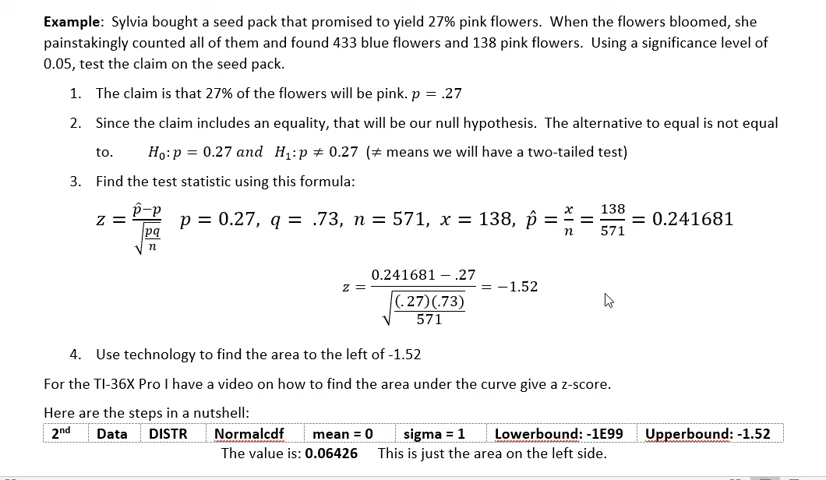 Example: Sylvia bought a seed pack that promised to yield 27% pink flowers. When the flowers bloomed, she
painstakingly counted all of them and found 433 blue flowers and 138 pink flowers. Using a significance level of
0.05, test the claim on the seed pack.
1. The claim is that 27% of the flowers will be pink. p = .27
2. Since the claim includes an equality, that will be our null hypothesis. The alternative to equal is not equal
to. H₀: p = 0.27 and H₁: p ≠ 0.27 (≠ means we will have a two-tailed test)
3. Find the test statistic using this formula:
z = (p̂−p)/√(pq/n) p = 0.27, q = .73, n = 571, x = 138, p̂ = x/n = 138/571 = 0.241681
z = (0.241681 − .27)/√((.27)(.73)/571) = −1.52
4. Use technology to find the area to the left of -1.52
For the TI-36X Pro I have a video on how to find the area under the curve give a z-score.
Here are the steps in a nutshell:
2nd Data DISTR Normalcdf mean = 0 sigma = 1 Lowerbound: -1E99 Upperbound: -1.52
The value is: 0.06426 This is just the area on the left side.